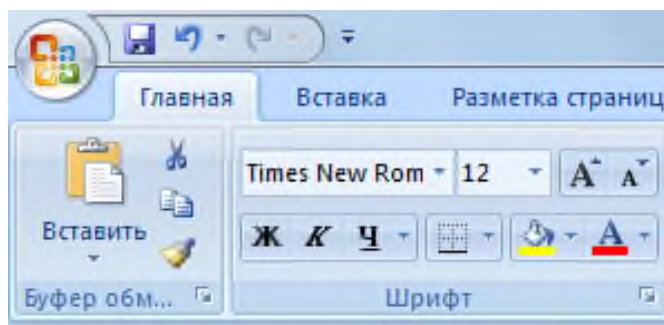 Главная Вставка Разметка страниц
Times New Rom 12 А А
Вставить Ж К Ч А
Буфер обм... Шрифт